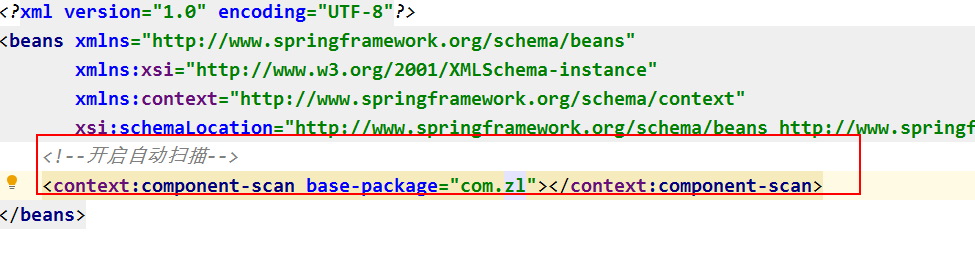 <?xml version="1.0" encoding="UTF-8"?>
<beans xmlns="http://www.springframework.org/schema/beans"
xmlns:xsi="http://www.w3.org/2001/XMLSchema-instance"
xmlns:context="http://www.springframework.org/schema/context"
xsi:schemaLocation="http://www.springframework.org/schema/beans http://www.springf
<!--开启自动扫描-->
<context:component-scan base-package="com.zl"></context:component-scan>
</beans>